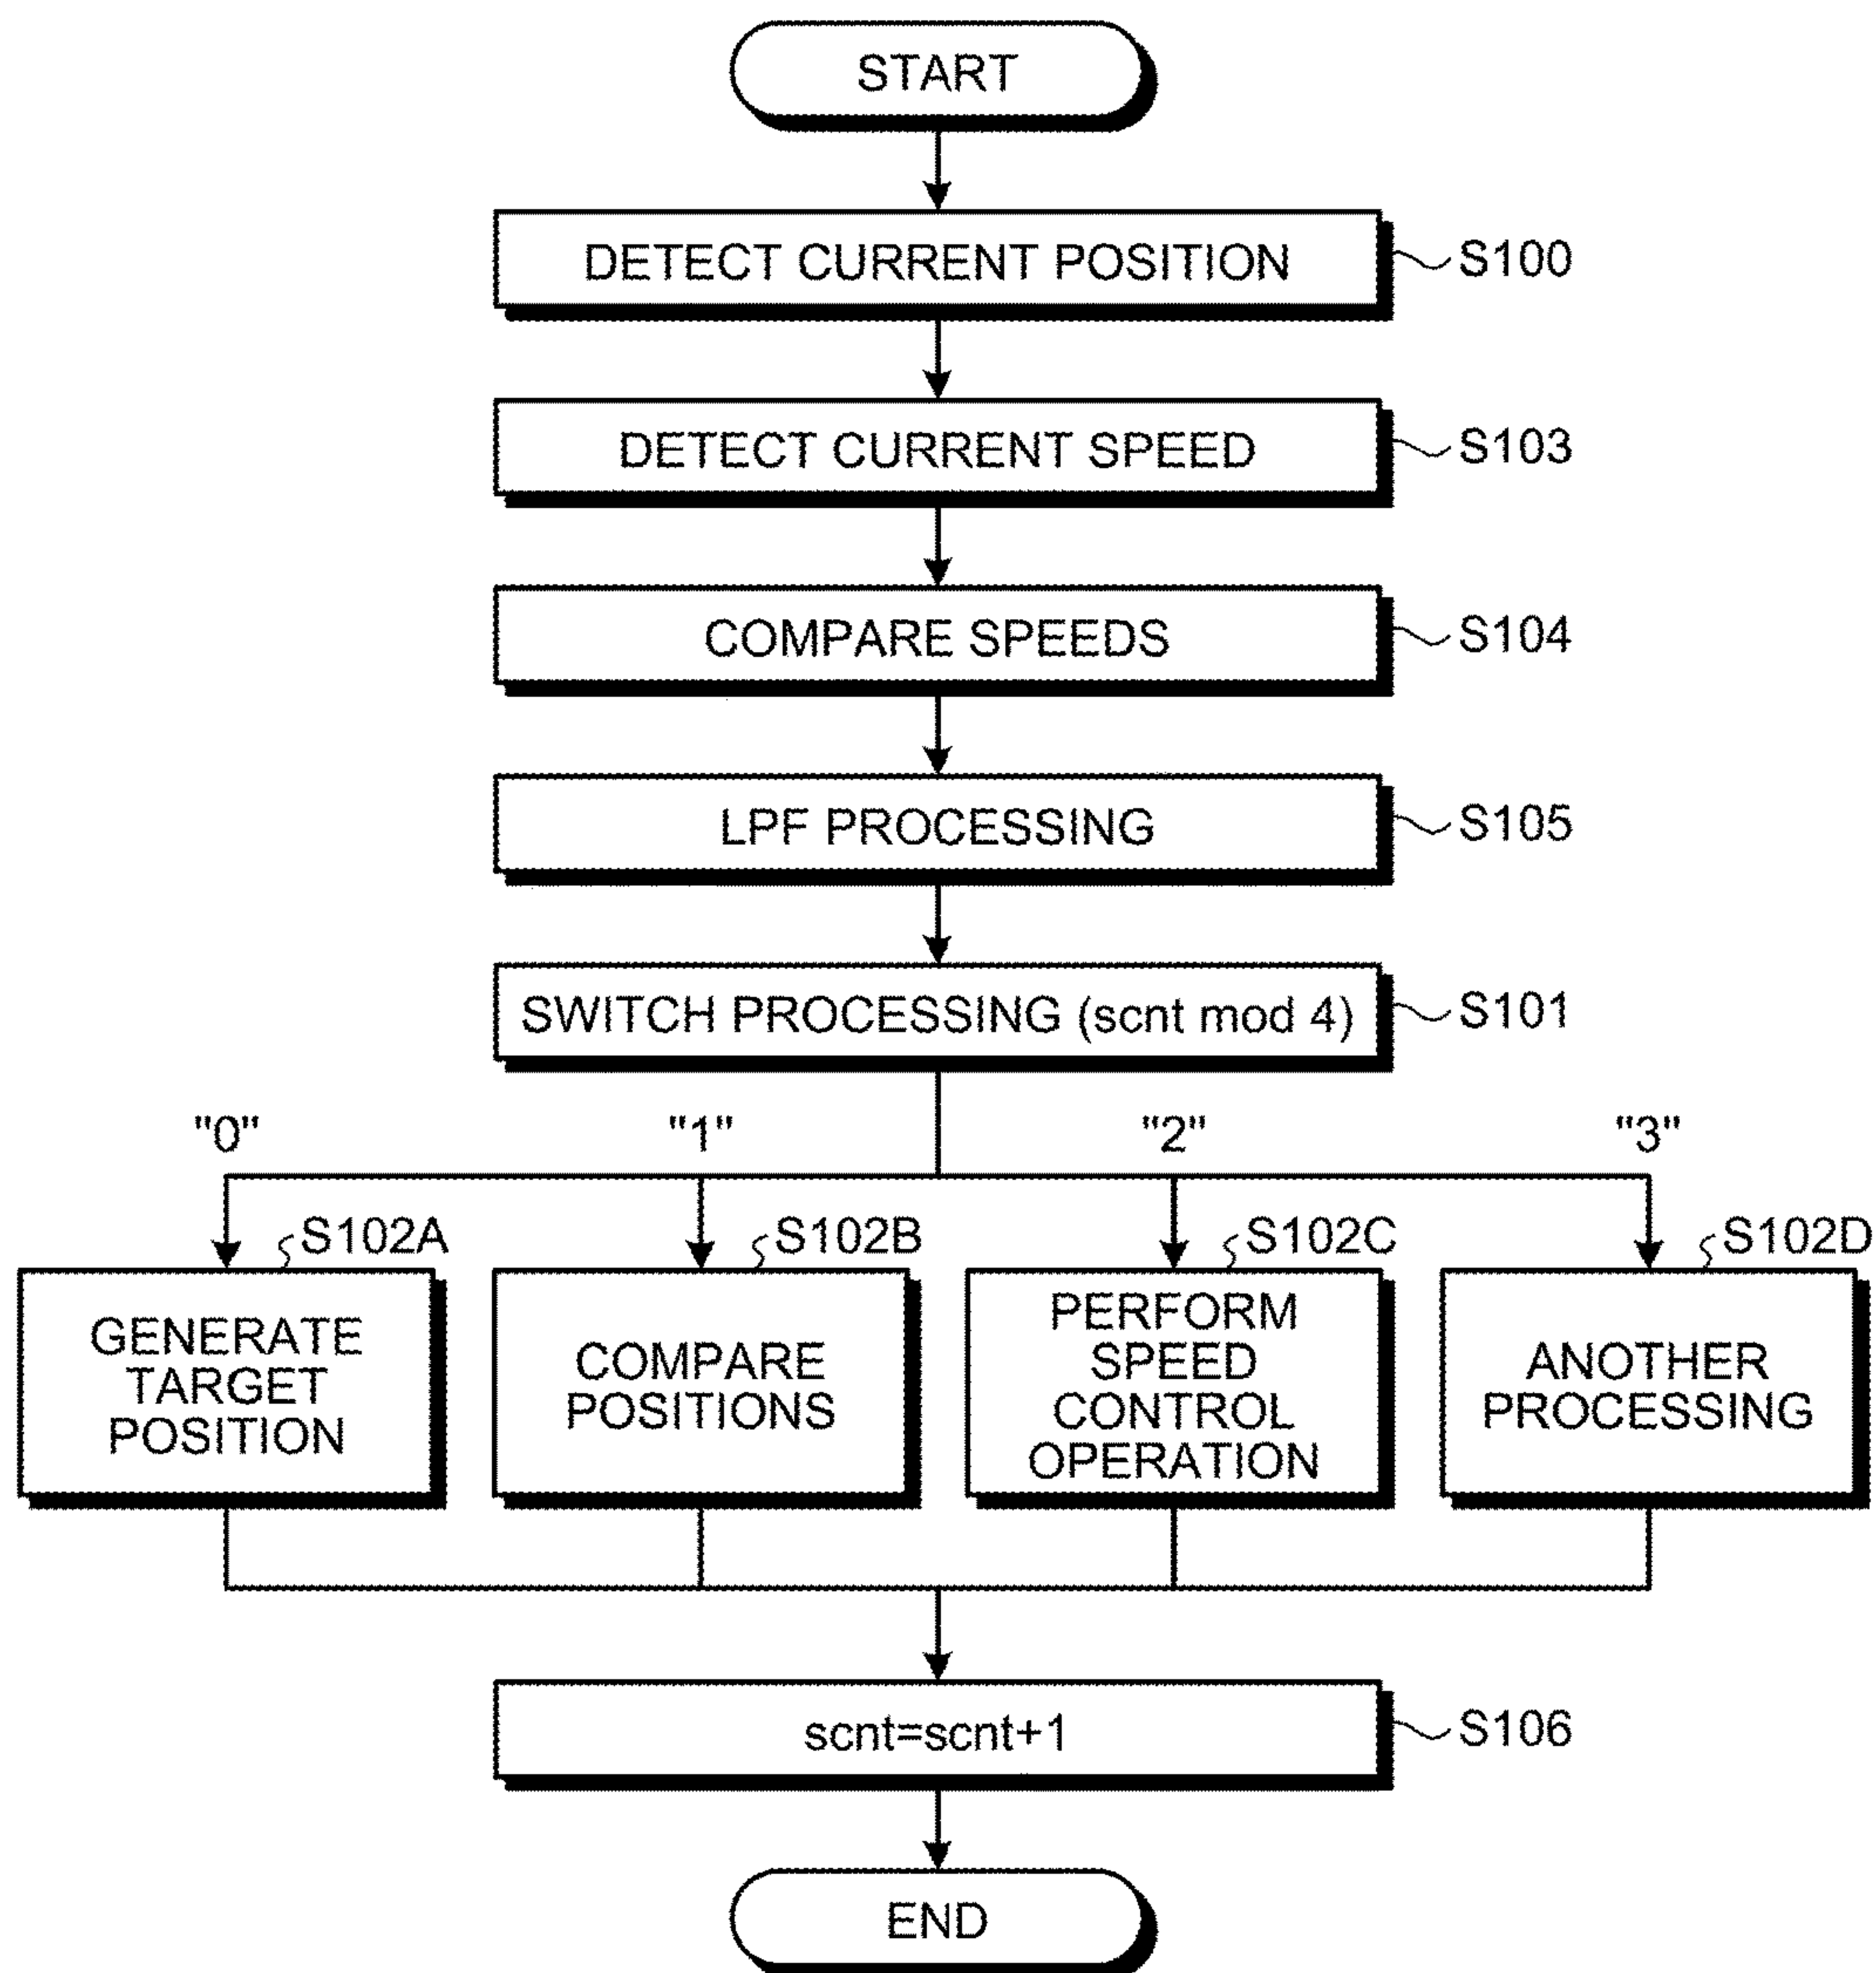 START
DETECT CURRENT POSITION
S100
DETECT CURRENT SPEED
S103
COMPARE SPEEDS
S104
LPF PROCESSING
S105
SWITCH PROCESSING (scnt mod 4)
S101
"0"
"1"
"2"
"3"
S102A
GENERATE
TARGET
POSITION
S102B
COMPARE
POSITIONS
S102C
PERFORM
SPEED
CONTROL
OPERATION
S102D
ANOTHER
PROCESSING
scnt=scnt+1
S106
END